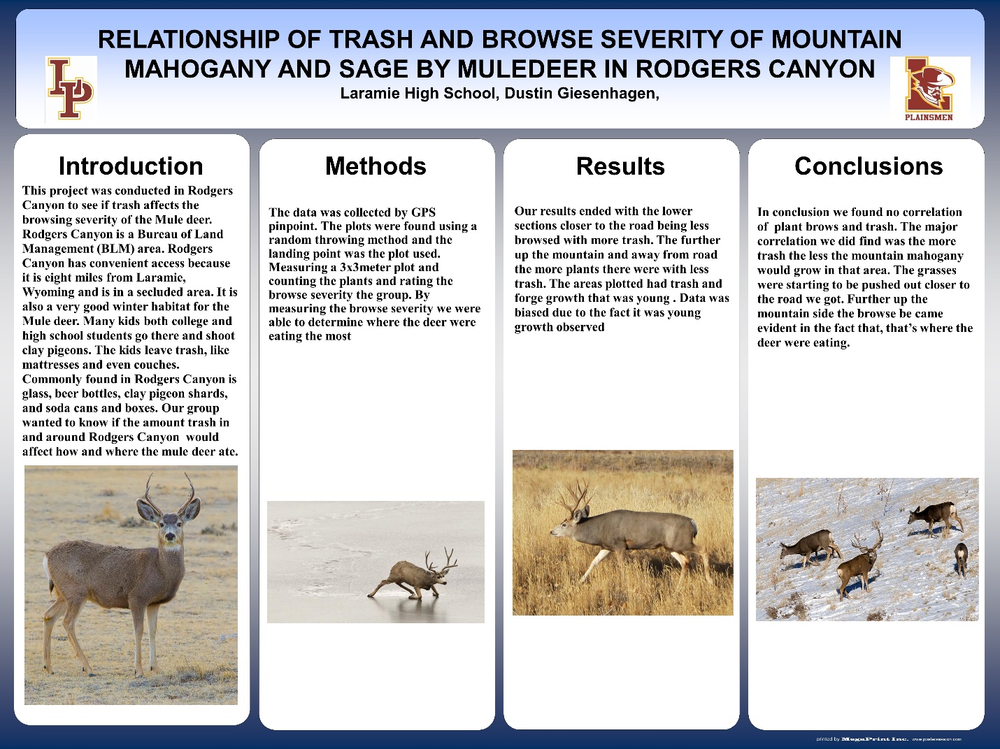 RELATIONSHIP OF TRASH AND BROWSE SEVERITY OF MOUNTAIN
MAHOGANY AND SAGE BY MULEDEER IN RODGERS CANYON
Laramie High School, Dustin Giesenhagen,
LP
L
PLAINSMEN
Introduction
This project was conducted in Rodgers
Canyon to see if trash affects the
browsing severity of the Mule deer.
Rodgers Canyon is a Bureau of Land
Management (BLM) area. Rodgers
Canyon has convenient access because
it is eight miles from Laramie,
Wyoming and is in a secluded area. It is
also a very good winter habitat for the
Mule deer. Many kids both college and
high school students go there and shoot
clay pigeons. The kids leave trash, like
mattresses and even couches.
Commonly found in Rodgers Canyon is
glass, beer bottles, clay pigeon shards,
and soda cans and boxes. Our group
wanted to know if the amount trash in
and around Rodgers Canyon  would
affect how and where the mule deer ate.
Methods
The data was collected by GPS
pinpoint. The plots were found using a
random throwing method and the
landing point was the plot used.
Measuring a 3x3meter plot and
counting the plants and rating the
browse severity the group. By
measuring the browse severity we were
able to determine where the deer were
eating the most
Results
Our results ended with the lower
sections closer to the road being less
browsed with more trash. The further
up the mountain and away from road
the more plants there were with less
trash. The areas plotted had trash and
forge growth that was young . Data was
biased due to the fact it was young
growth observed
Conclusions
In conclusion we found no correlation
of  plant brows and trash. The major
correlation we did find was the more
trash the less the mountain mahogany
would grow in that area. The grasses
were starting to be pushed out closer to
the road we got. Further up the
mountain side the browse be came
evident in the fact that, that's where the
deer were eating.
printed by MegaPrint Inc. www.postersession.com